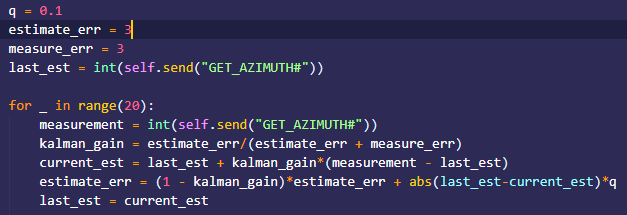 q = 0.1
estimate_err = 3
measure_err = 3
last_est = int(self.send("GET_AZIMUTH#"))
for _ in range(20):
measurement = int(self.send("GET_AZIMUTH#"))
kalman_gain = estimate_err/(estimate_err + measure_err)
current_est = last_est + kalman_gain*(measurement - last_est)
estimate_err = (1 - kalman_gain)*estimate_err + abs(last_est-current_est)*q
last_est = current_est